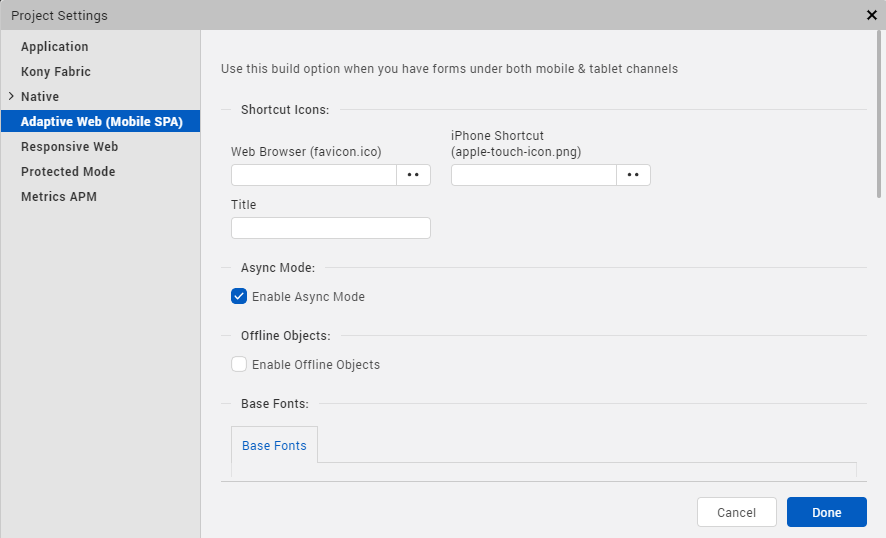 Project Settings
Application
Kony Fabric
Native
Adaptive Web (Mobile SPA)
Responsive Web
Protected Mode
Metrics APM
Use this build option when you have forms under both mobile & tablet channels
Shortcut Icons:
Web Browser (favicon.ico)
iPhone Shortcut
(apple-touch-icon.png)
Title
Async Mode:
Enable Async Mode
Offline Objects:
Enable Offline Objects
Base Fonts:
Base Fonts
Cancel
Done